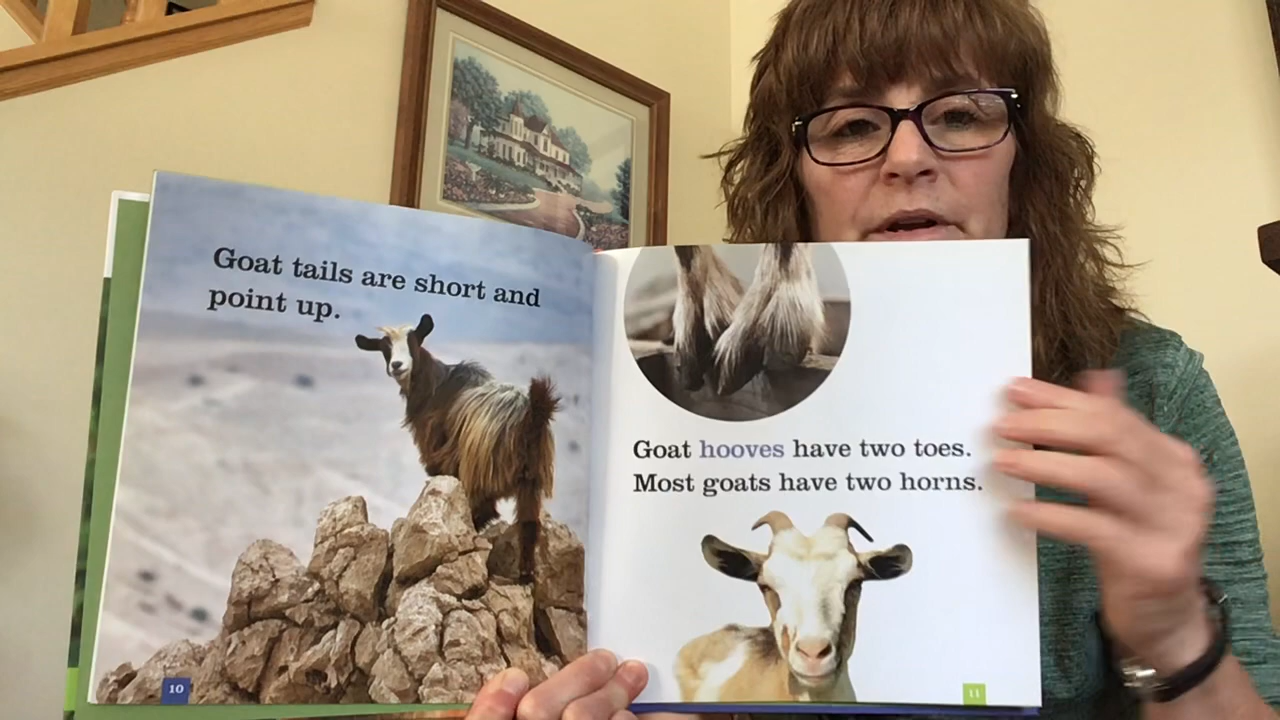 Goat tails are short and
point up.
10
Goat hooves have two toes.
Most goats have two horns.
11